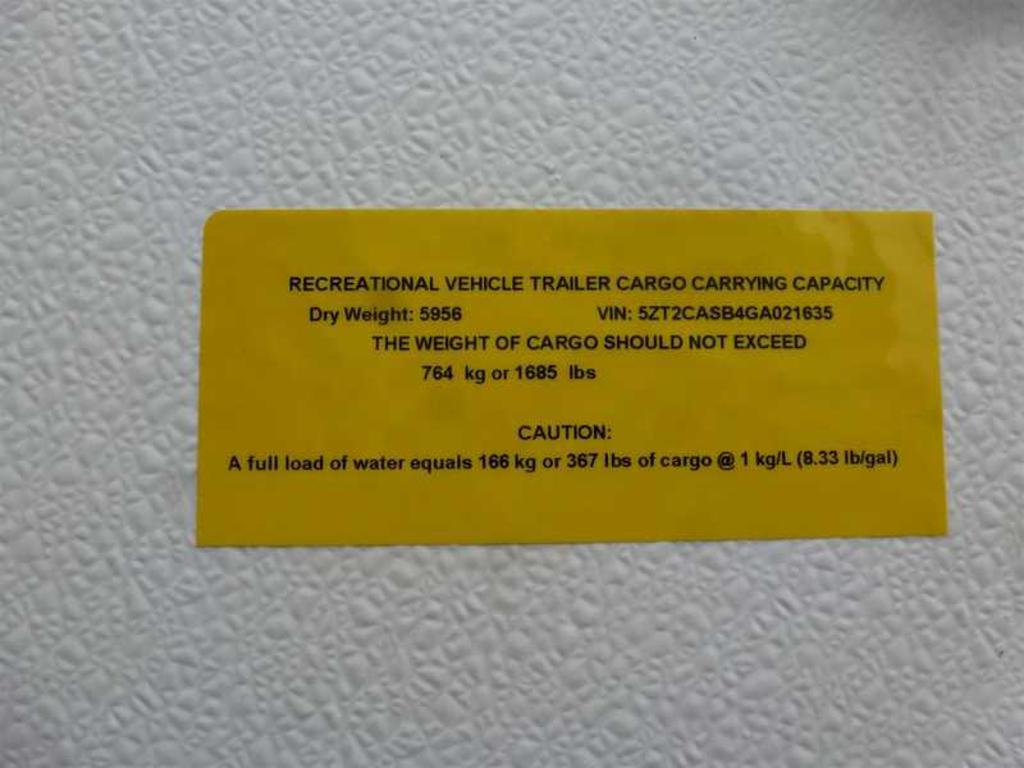 RECREATIONAL VEHICLE TRAILER CARGO CARRYING CAPACITY
Dry Weight: 5956 VIN: 5ZT2CASB4GA021635
THE WEIGHT OF CARGO SHOULD NOT EXCEED
764 kg or 1685 lbs
CAUTION:
A full load of water equals 166 kg or 367 lbs of cargo @ 1 kg/L (8.33 lb/gal)